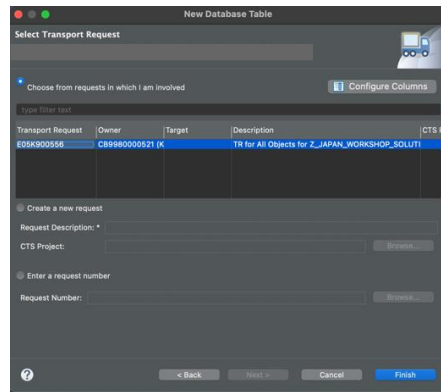 New Database Table
Select Transport Request
Choose from requests in which I am involved
Configure Columns
type filter text
Transport Request Owner Target Description CTS
E05K900556 CB9980000521 (K TR for All Objects for Z_JAPAN_WORKSHOP_SOLUTI
Create a new request
Request Description: *
CTS Project: Browse...
Enter a request number
Request Number: Browse...
? < Back Next > Cancel Finish